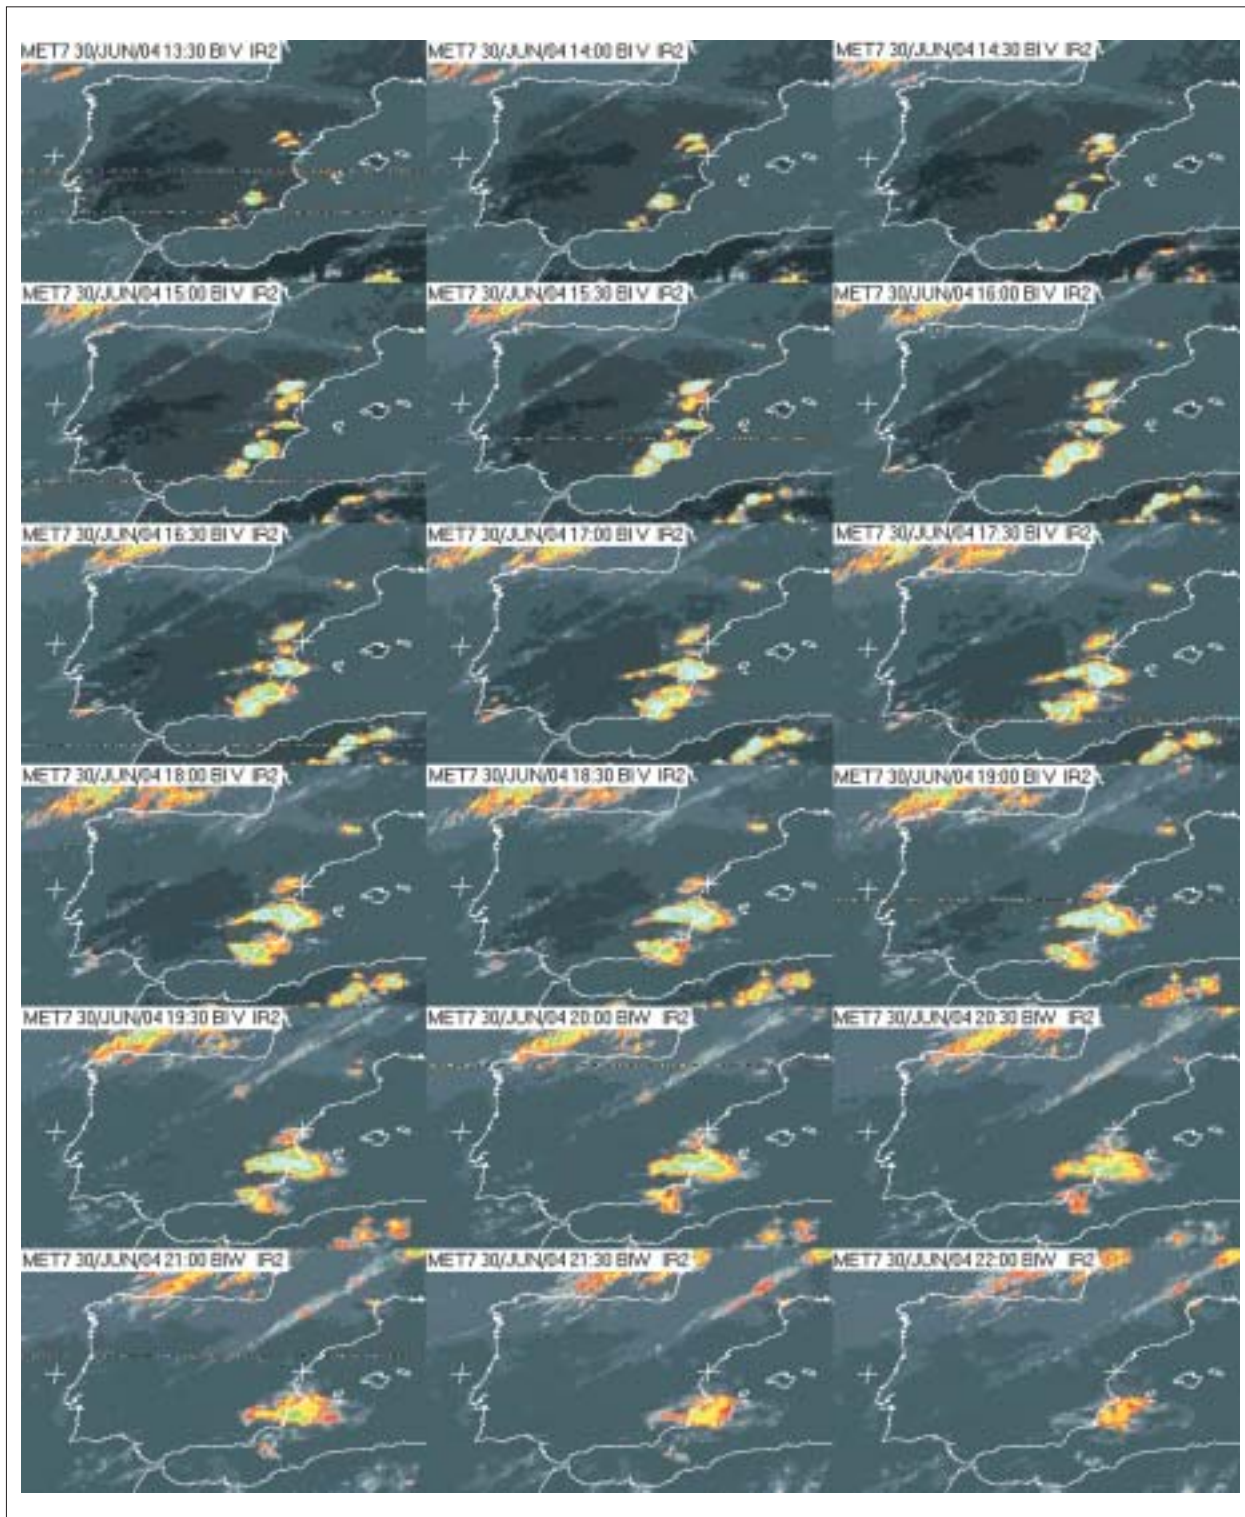 MET7 30/JUN/04 13:30 BIV IR2
MET7 30/JUN/04 14:00 BIV IR2
MET7 30/JUN/04 14:30 BIV IR2
MET7 30/JUN/04 15:00 BIV IR2
MET7 30/JUN/04 15:30 BIV IR2
MET7 30/JUN/04 16:00 BIV IR2
MET7 30/JUN/04 16:30 BIV IR2
MET7 30/JUN/04 17:00 BIV IR2
MET7 30/JUN/04 17:30 BIV IR2
MET7 30/JUN/04 18:00 BIV IR2
MET7 30/JUN/04 18:30 BIV IR2
MET7 30/JUN/04 19:00 BIV IR2
MET7 30/JUN/04 19:30 BIV IR2
MET7 30/JUN/04 20:00 BIW IR2
MET7 30/JUN/04 20:30 BIW IR2
MET7 30/JUN/04 21:00 BIW IR2
MET7 30/JUN/04 21:30 BIW IR2
MET7 30/JUN/04 22:00 BIW IR2